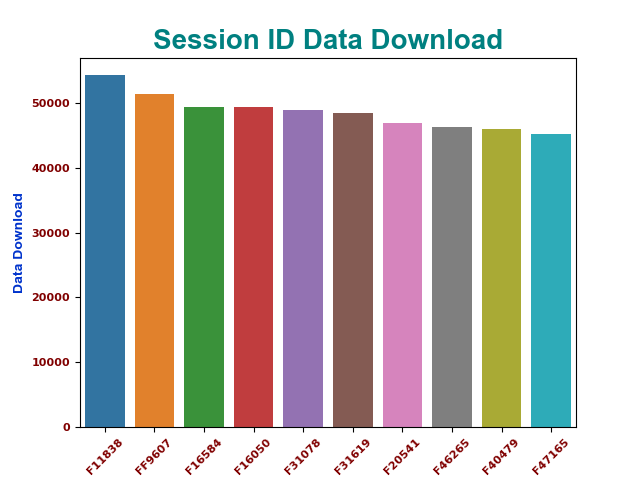 Session ID Data Download
Data Download
50000
40000
30000
20000
10000
0
F11838
FF9607
F16584
F16050
F31078
F31619
F20541
F46265
F40479
F47165